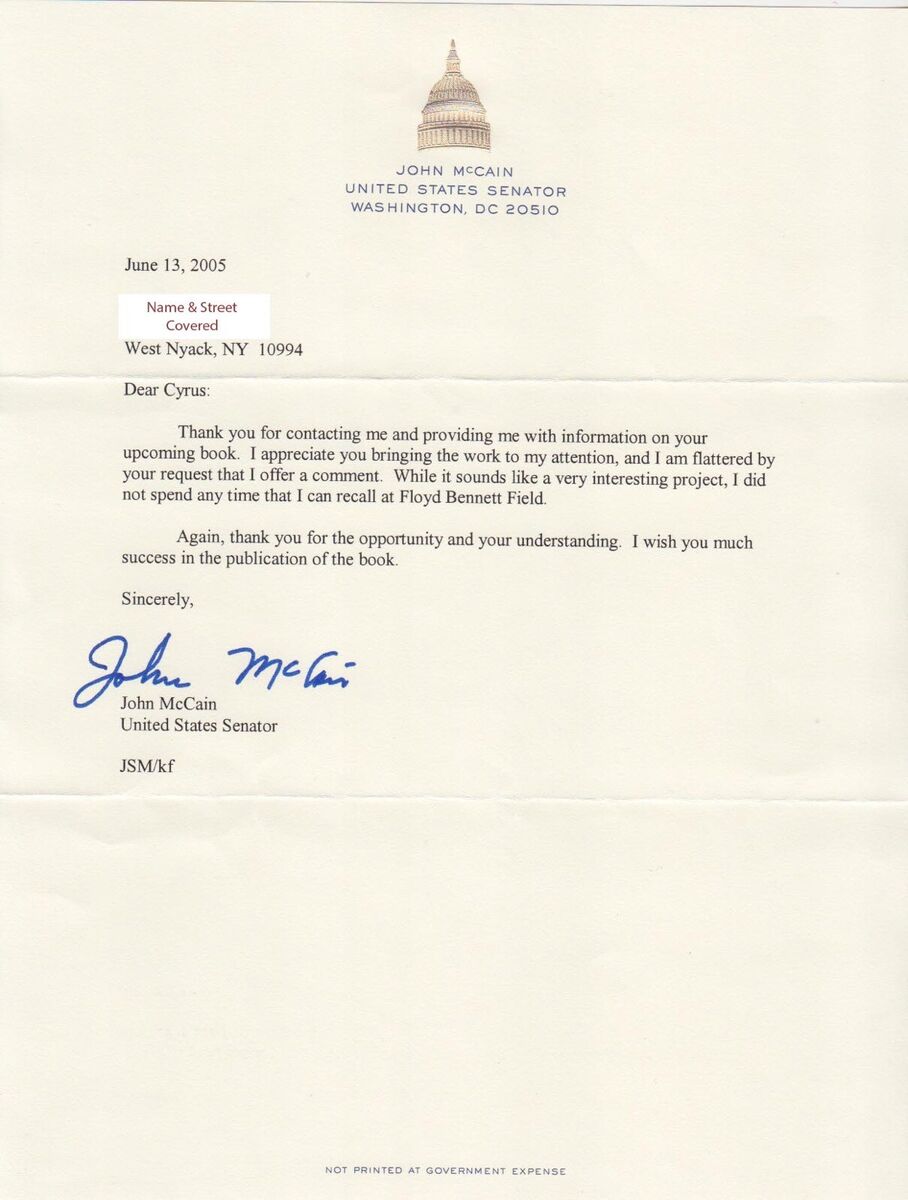 JOHN McCAIN
UNITED STATES SENATOR
WASHINGTON, DC 20510
June 13, 2005
Name & Street
Covered
West Nyack, NY  10994
Dear Cyrus:
Thank you for contacting me and providing me with information on your
upcoming book.  I appreciate you bringing the work to my attention, and I am flattered by
your request that I offer a comment.  While it sounds like a very interesting project, I did
not spend any time that I can recall at Floyd Bennett Field.
Again, thank you for the opportunity and your understanding.  I wish you much
success in the publication of the book.
Sincerely,
John McCain
John McCain
United States Senator
JSM/kf
NOT PRINTED AT GOVERNMENT EXPENSE